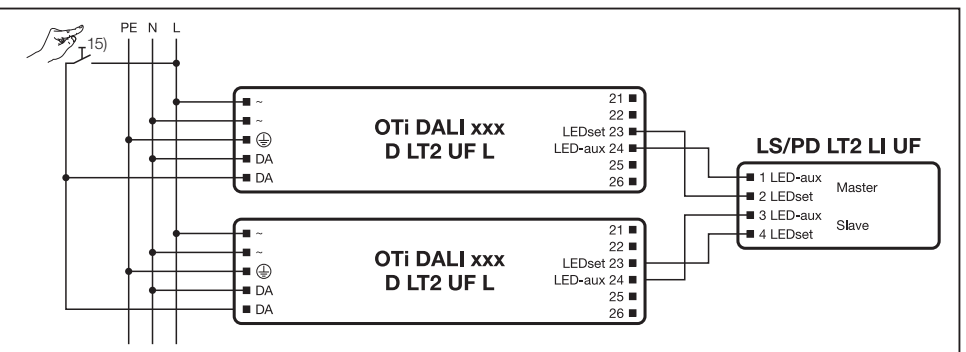 PE N L
15)
~
~
DA
DA
OTi DALI xxx
D LT2 UF L
21
22
LEDset 23
LED-aux 24
25
26
~
~
DA
DA
OTi DALI xxx
D LT2 UF L
21
22
LEDset 23
LED-aux 24
25
26
LS/PD LT2 LI UF
1 LED-aux
2 LEDset
Master
3 LED-aux
4 LEDset
Slave